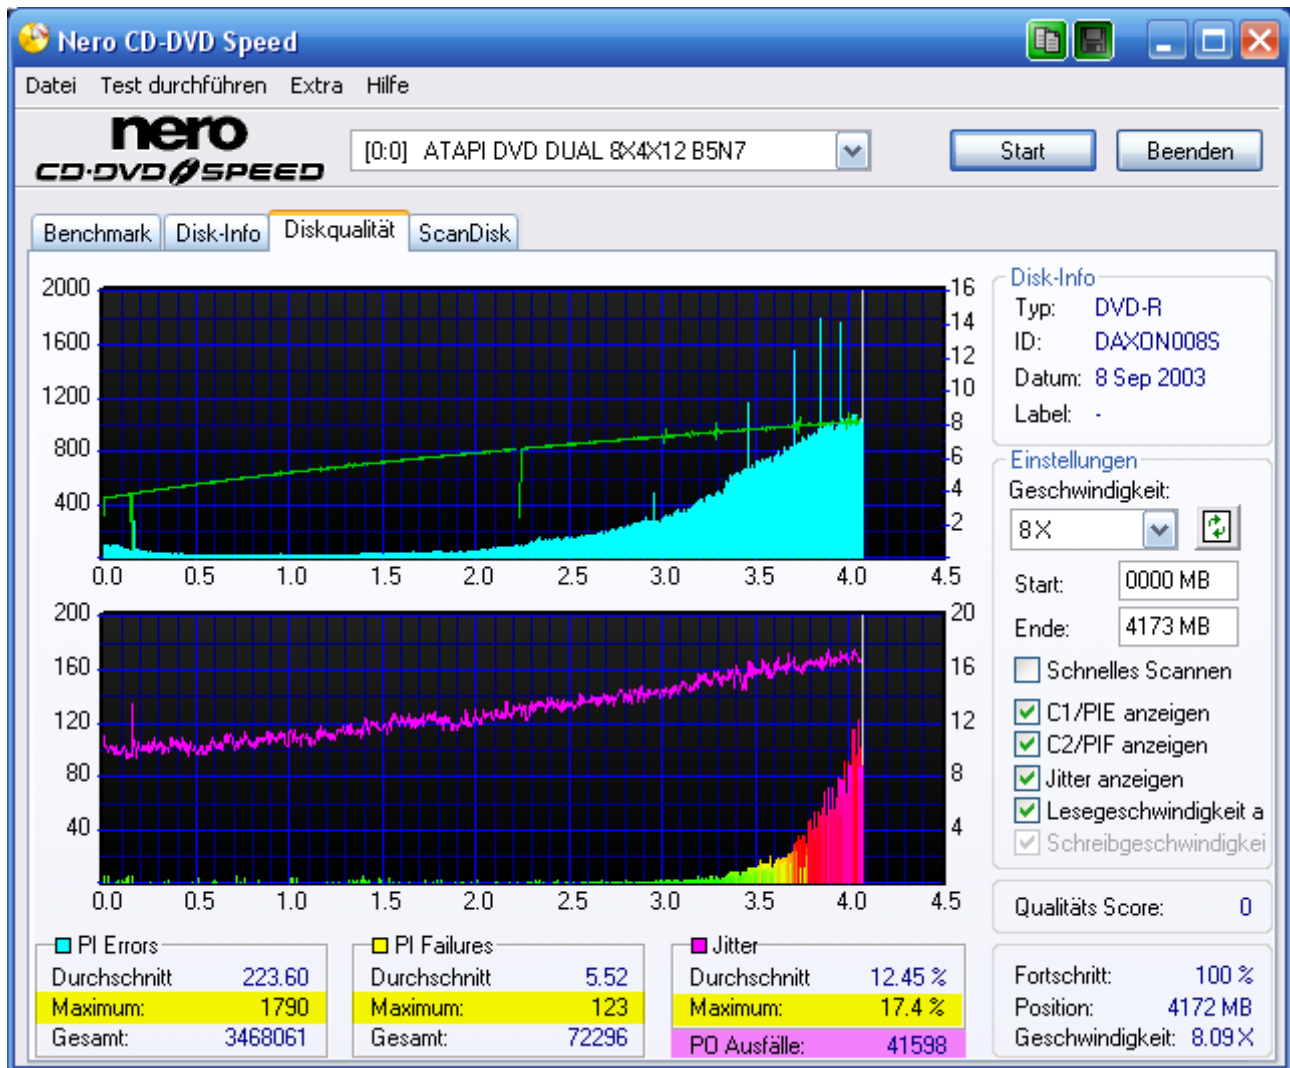 Nero CD-DVD Speed
Datei Test durchführen Extra Hilfe
nero
CD·DVD SPEED
[0:0] ATAPI DVD DUAL 8X4X12 B5N7
Start
Beenden
Benchmark
Disk-Info
Diskqualität
ScanDisk
2000
1600
1200
800
400
16
14
12
10
8
6
4
2
0.0 0.5 1.0 1.5 2.0 2.5 3.0 3.5 4.0 4.5
200
160
120
80
40
20
16
12
8
4
0.0 0.5 1.0 1.5 2.0 2.5 3.0 3.5 4.0 4.5
Disk-Info
Typ: DVD-R
ID: DAXON008S
Datum: 8 Sep 2003
Label: -
Einstellungen
Geschwindigkeit:
8X
Start: 0000 MB
Ende: 4173 MB
Schnelles Scannen
C1/PIE anzeigen
C2/PIF anzeigen
Jitter anzeigen
Lesegeschwindigkeit a
Schreibgeschwindigkei
Qualitäts Score: 0
Fortschritt: 100 %
Position: 4172 MB
Geschwindigkeit: 8.09X
PI Errors
Durchschnitt 223.60
Maximum: 1790
Gesamt: 3468061
PI Failures
Durchschnitt 5.52
Maximum: 123
Gesamt: 72296
Jitter
Durchschnitt 12.45 %
Maximum: 17.4 %
PO Ausfälle: 41598